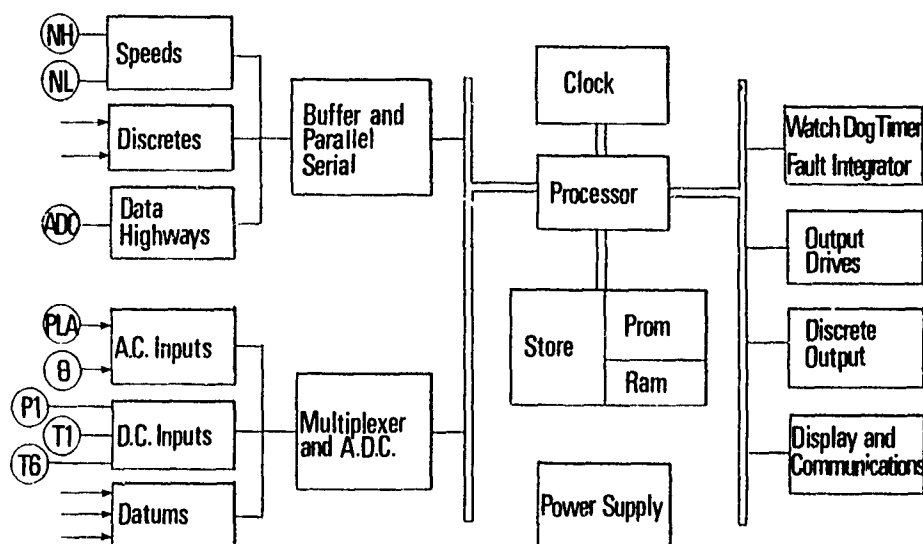 NH
NL
Speeds
Discretes
ADC
Data
Highways
Buffer and
Parallel
Serial
PLA
θ
A.C. Inputs
P1
T1
T6
D.C. Inputs
Datums
Multiplexer
and A.D.C.
Clock
Processor
Store
Prom
Ram
Power Supply
Watch Dog Timer
Fault Integrator
Output
Drives
Discrete
Output
Display and
Communications